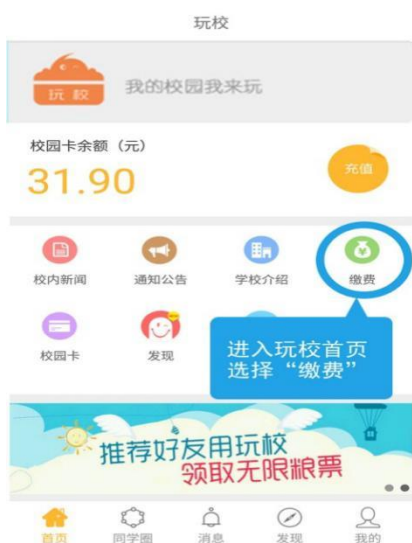 玩校
玩校
我的校园我来玩
校园卡余额（元）
31.90
充值
校内新闻
通知公告
学校介绍
缴费
校园卡
发现
进入玩校首页
选择“缴费”
推荐好友用玩校
领取无限粮票
首页
同学圈
消息
发现
我的